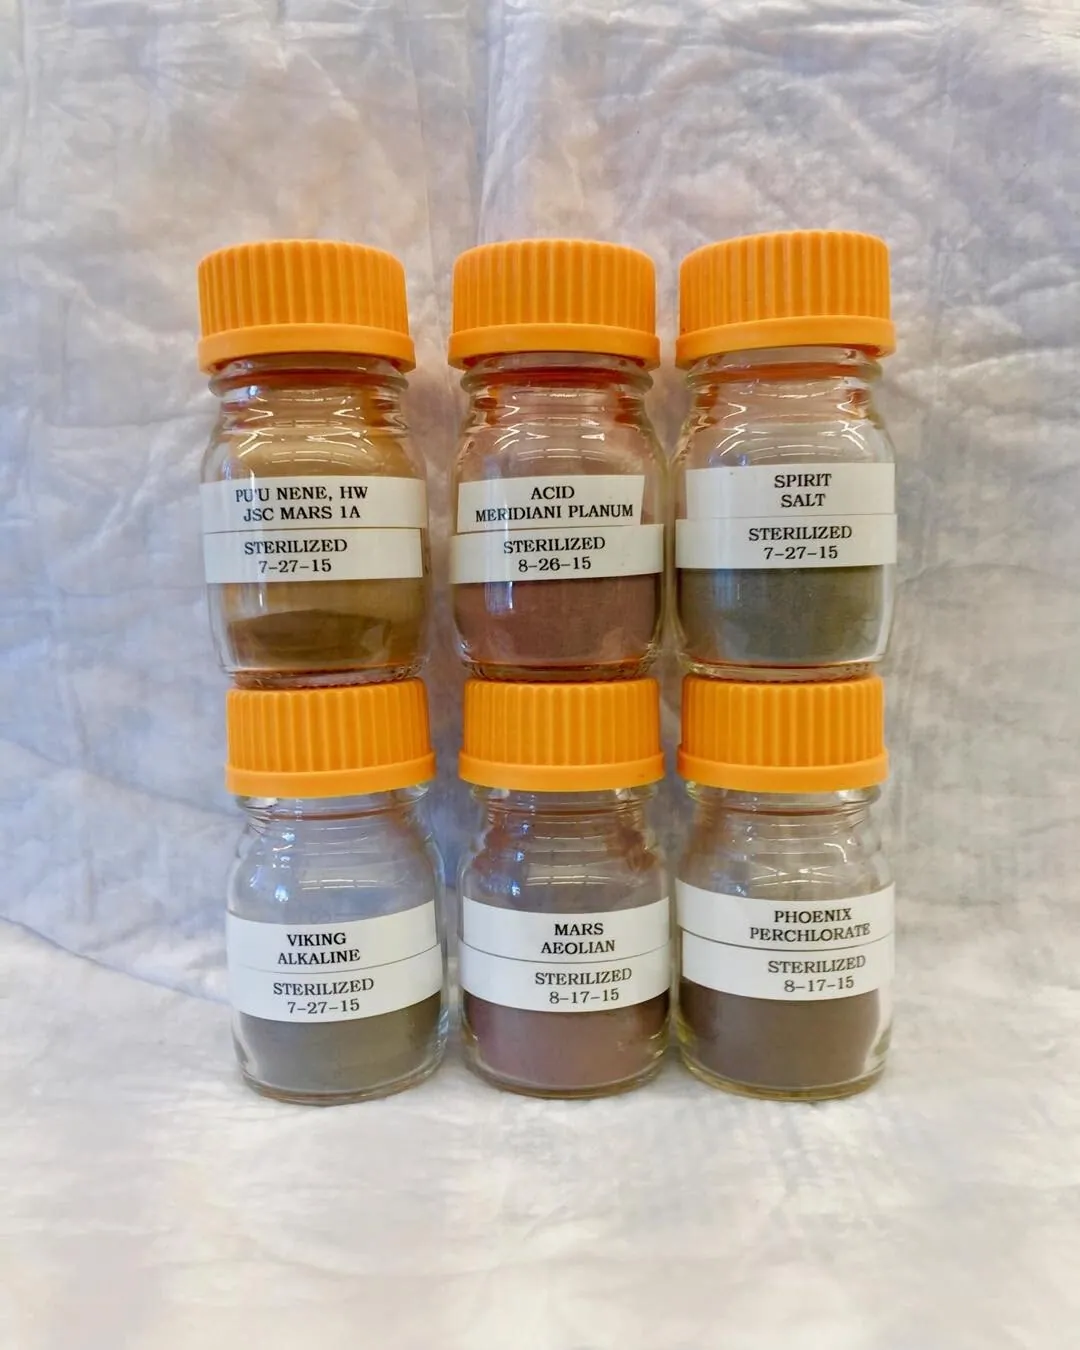 PU'U NENE, HW
JSC MARS 1A
STERILIZED
7-27-15
ACID
MERIDIANI PLANUM
STERILIZED
8-26-15
SPIRIT
SALT
STERILIZED
7-27-15
VIKING
ALKALINE
STERILIZED
7-27-15
MARS
AEOLIAN
STERILIZED
8-17-15
PHOENIX
PERCHLORATE
STERILIZED
8-17-15